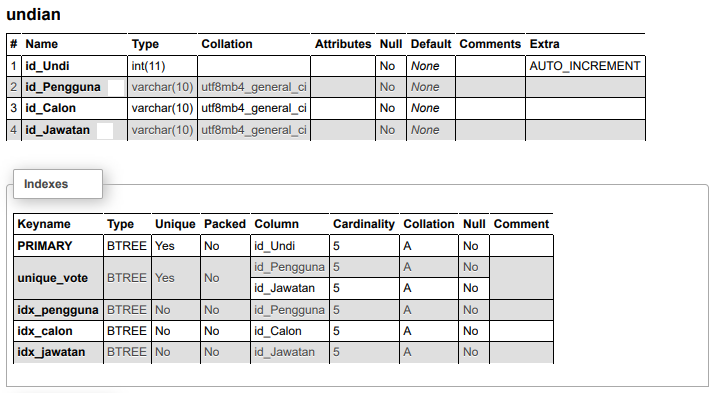 undian
# Name Type Collation Attributes Null Default Comments Extra
1 id_Undi int(11) No None AUTO_INCREMENT
2 id_Pengguna varchar(10) utf8mb4_general_ci No None
3 id_Calon varchar(10) utf8mb4_general_ci No None
4 id_Jawatan varchar(10) utf8mb4_general_ci No None
Indexes
Keyname Type Unique Packed Column Cardinality Collation Null Comment
PRIMARY BTREE Yes No id_Undi 5 A No
unique_vote BTREE Yes No id_Pengguna 5 A No
id_Jawatan 5 A No
idx_pengguna BTREE No No id_Pengguna 5 A No
idx_calon BTREE No No id_Calon 5 A No
idx_jawatan BTREE No No id_Jawatan 5 A No